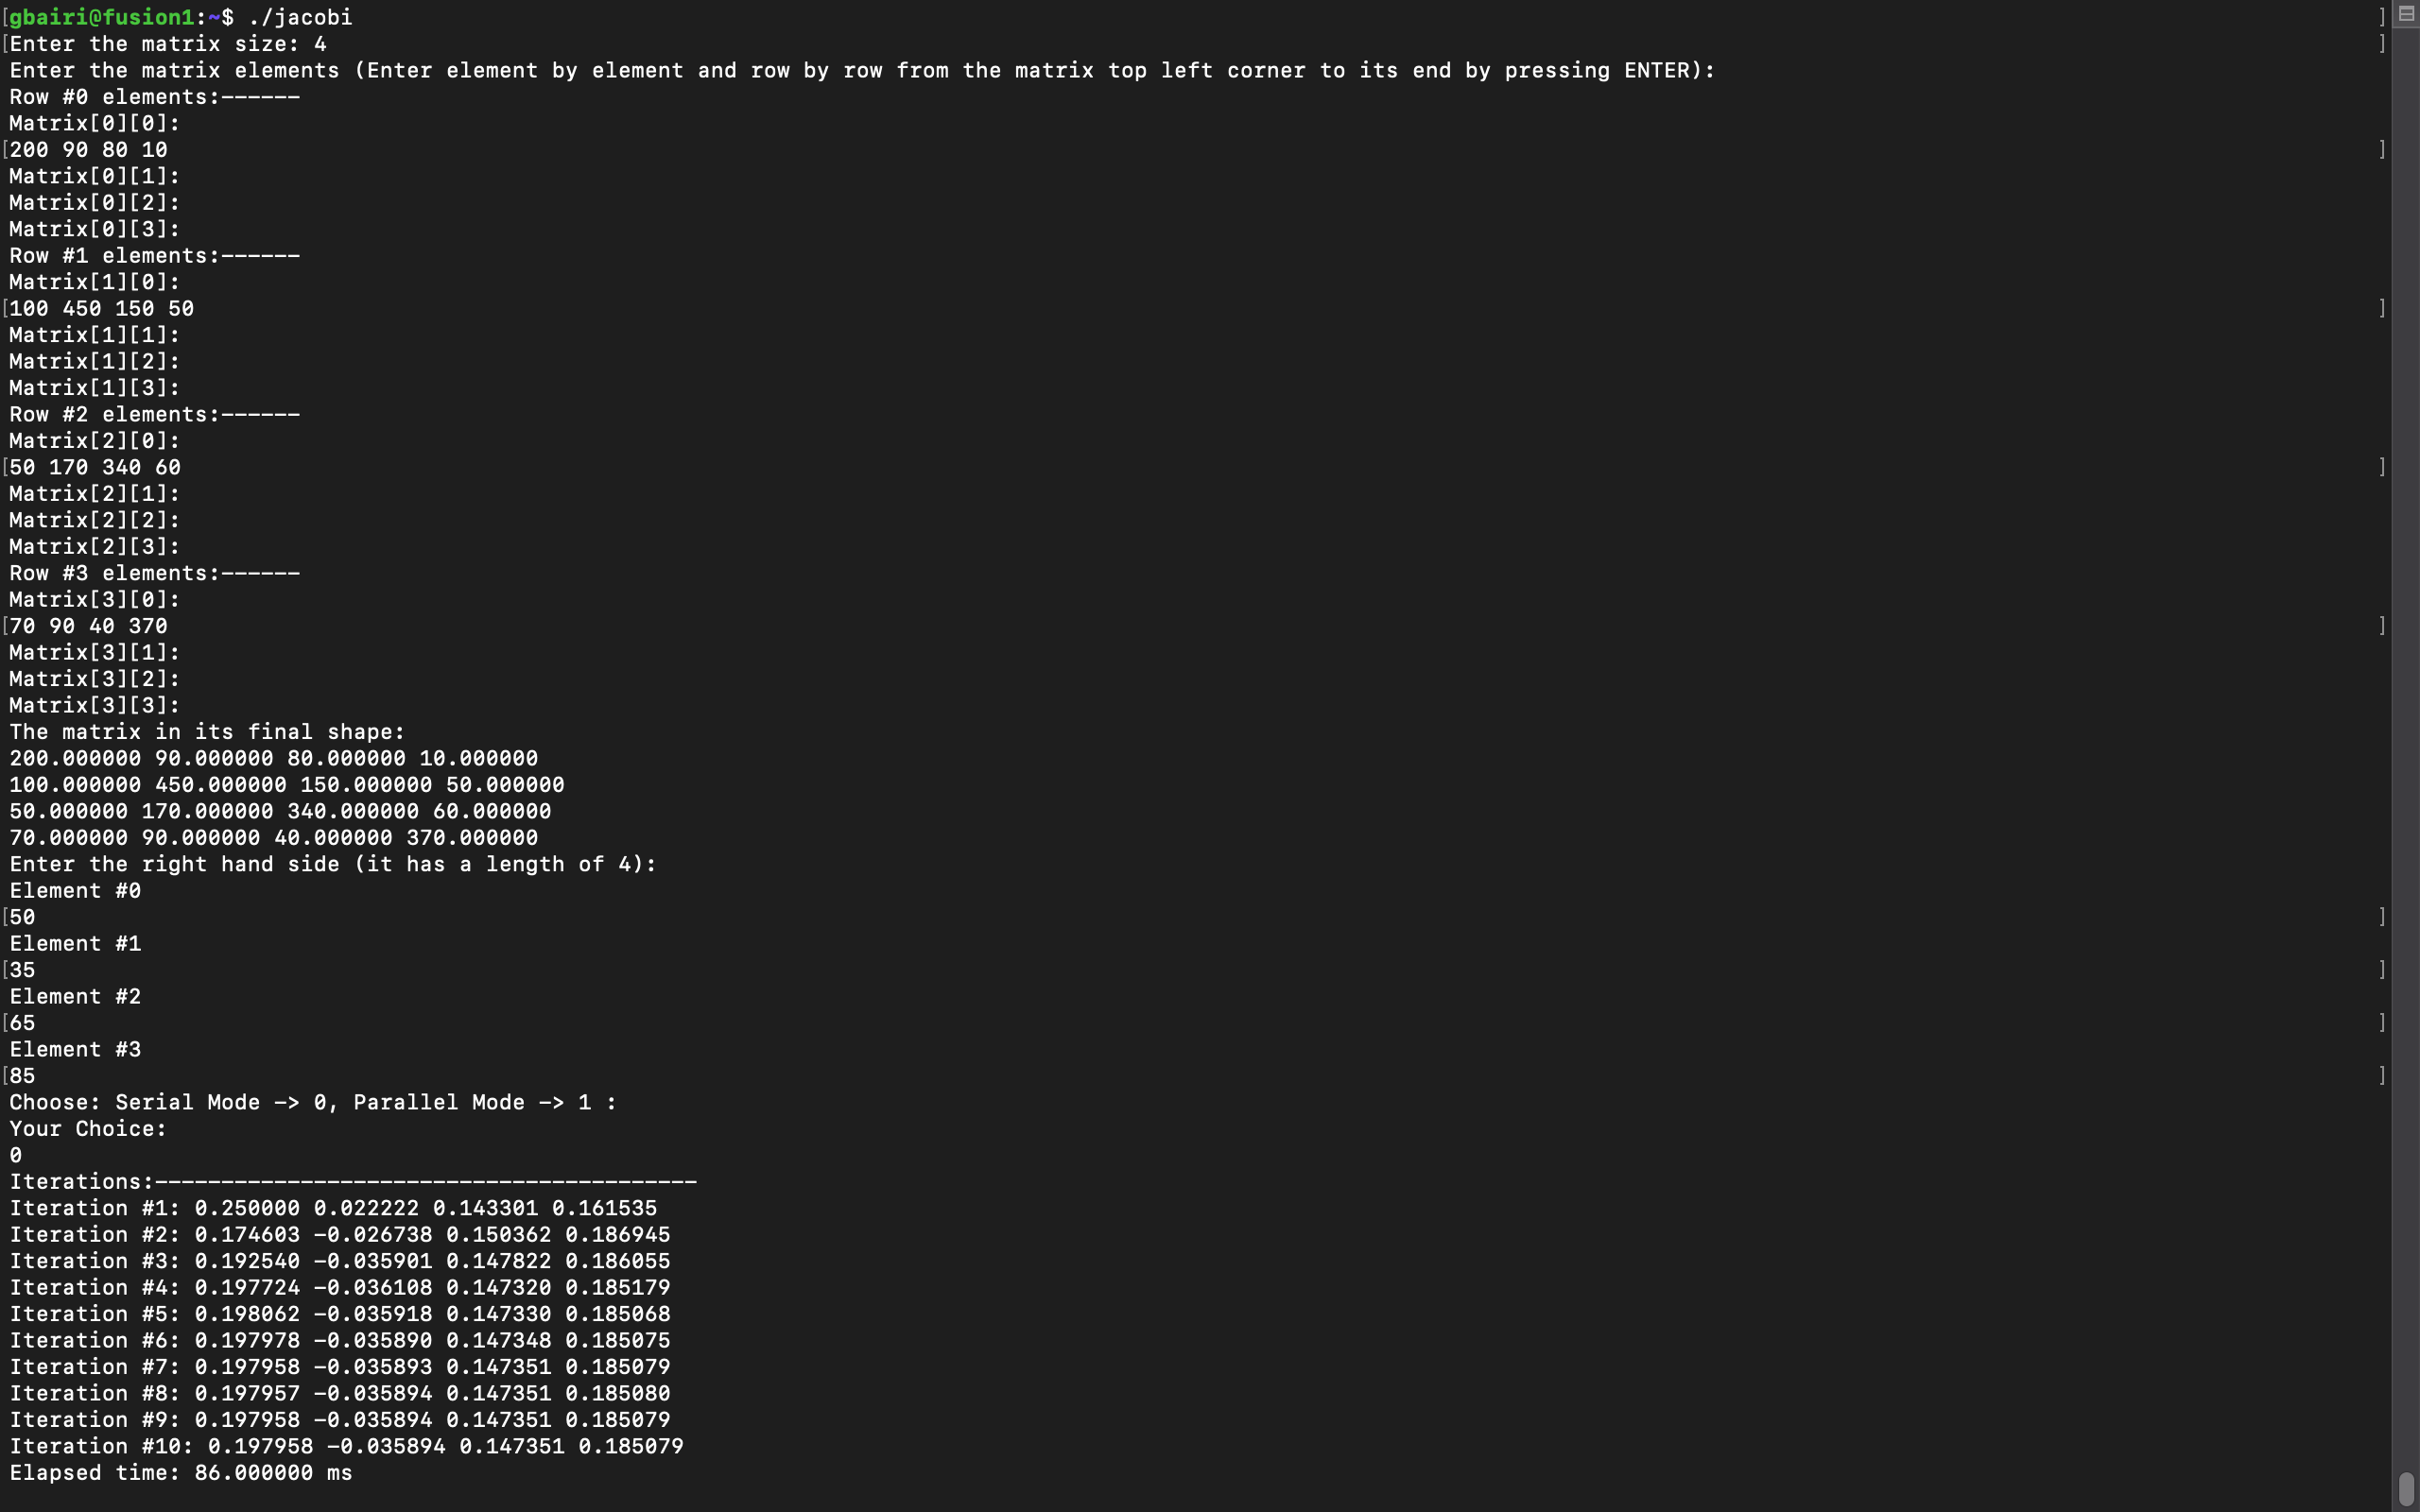 [gbairi@fusion1:~$ ./jacobi ]
[Enter the matrix size: 4 ]
Enter the matrix elements (Enter element by element and row by row from the matrix top left corner to its end by pressing ENTER):
Row #0 elements:------
Matrix[0][0]:
[200 90 80 10 ]
Matrix[0][1]:
Matrix[0][2]:
Matrix[0][3]:
Row #1 elements:------
Matrix[1][0]:
[100 450 150 50 ]
Matrix[1][1]:
Matrix[1][2]:
Matrix[1][3]:
Row #2 elements:------
Matrix[2][0]:
[50 170 340 60 ]
Matrix[2][1]:
Matrix[2][2]:
Matrix[2][3]:
Row #3 elements:------
Matrix[3][0]:
[70 90 40 370 ]
Matrix[3][1]:
Matrix[3][2]:
Matrix[3][3]:
The matrix in its final shape:
200.000000 90.000000 80.000000 10.000000
100.000000 450.000000 150.000000 50.000000
50.000000 170.000000 340.000000 60.000000
70.000000 90.000000 40.000000 370.000000
Enter the right hand side (it has a length of 4):
Element #0
[50 ]
Element #1
[35 ]
Element #2
[65 ]
Element #3
[85 ]
Choose: Serial Mode -> 0, Parallel Mode -> 1 :
Your Choice:
0
Iterations:-----------------------------------------
Iteration #1: 0.250000 0.022222 0.143301 0.161535
Iteration #2: 0.174603 -0.026738 0.150362 0.186945
Iteration #3: 0.192540 -0.035901 0.147822 0.186055
Iteration #4: 0.197724 -0.036108 0.147320 0.185179
Iteration #5: 0.198062 -0.035918 0.147330 0.185068
Iteration #6: 0.197978 -0.035890 0.147348 0.185075
Iteration #7: 0.197958 -0.035893 0.147351 0.185079
Iteration #8: 0.197957 -0.035894 0.147351 0.185080
Iteration #9: 0.197958 -0.035894 0.147351 0.185079
Iteration #10: 0.197958 -0.035894 0.147351 0.185079
Elapsed time: 86.000000 ms